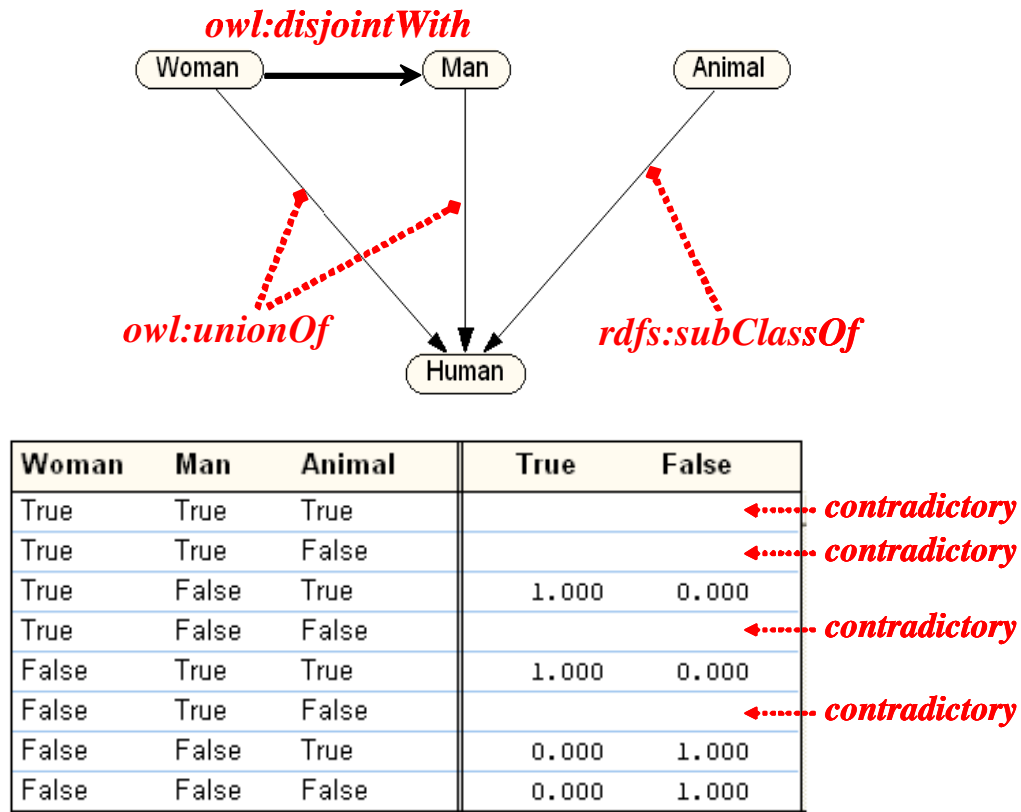 owl:disjointWith
Woman Man Animal
owl:unionOf rdfs:subClassOf
Human
Woman Man Animal True False
True True True contradictory
True True False contradictory
True False True 1.000 0.000
True False False contradictory
False True True 1.000 0.000
False True False contradictory
False False True 0.000 1.000
False False False 0.000 1.000